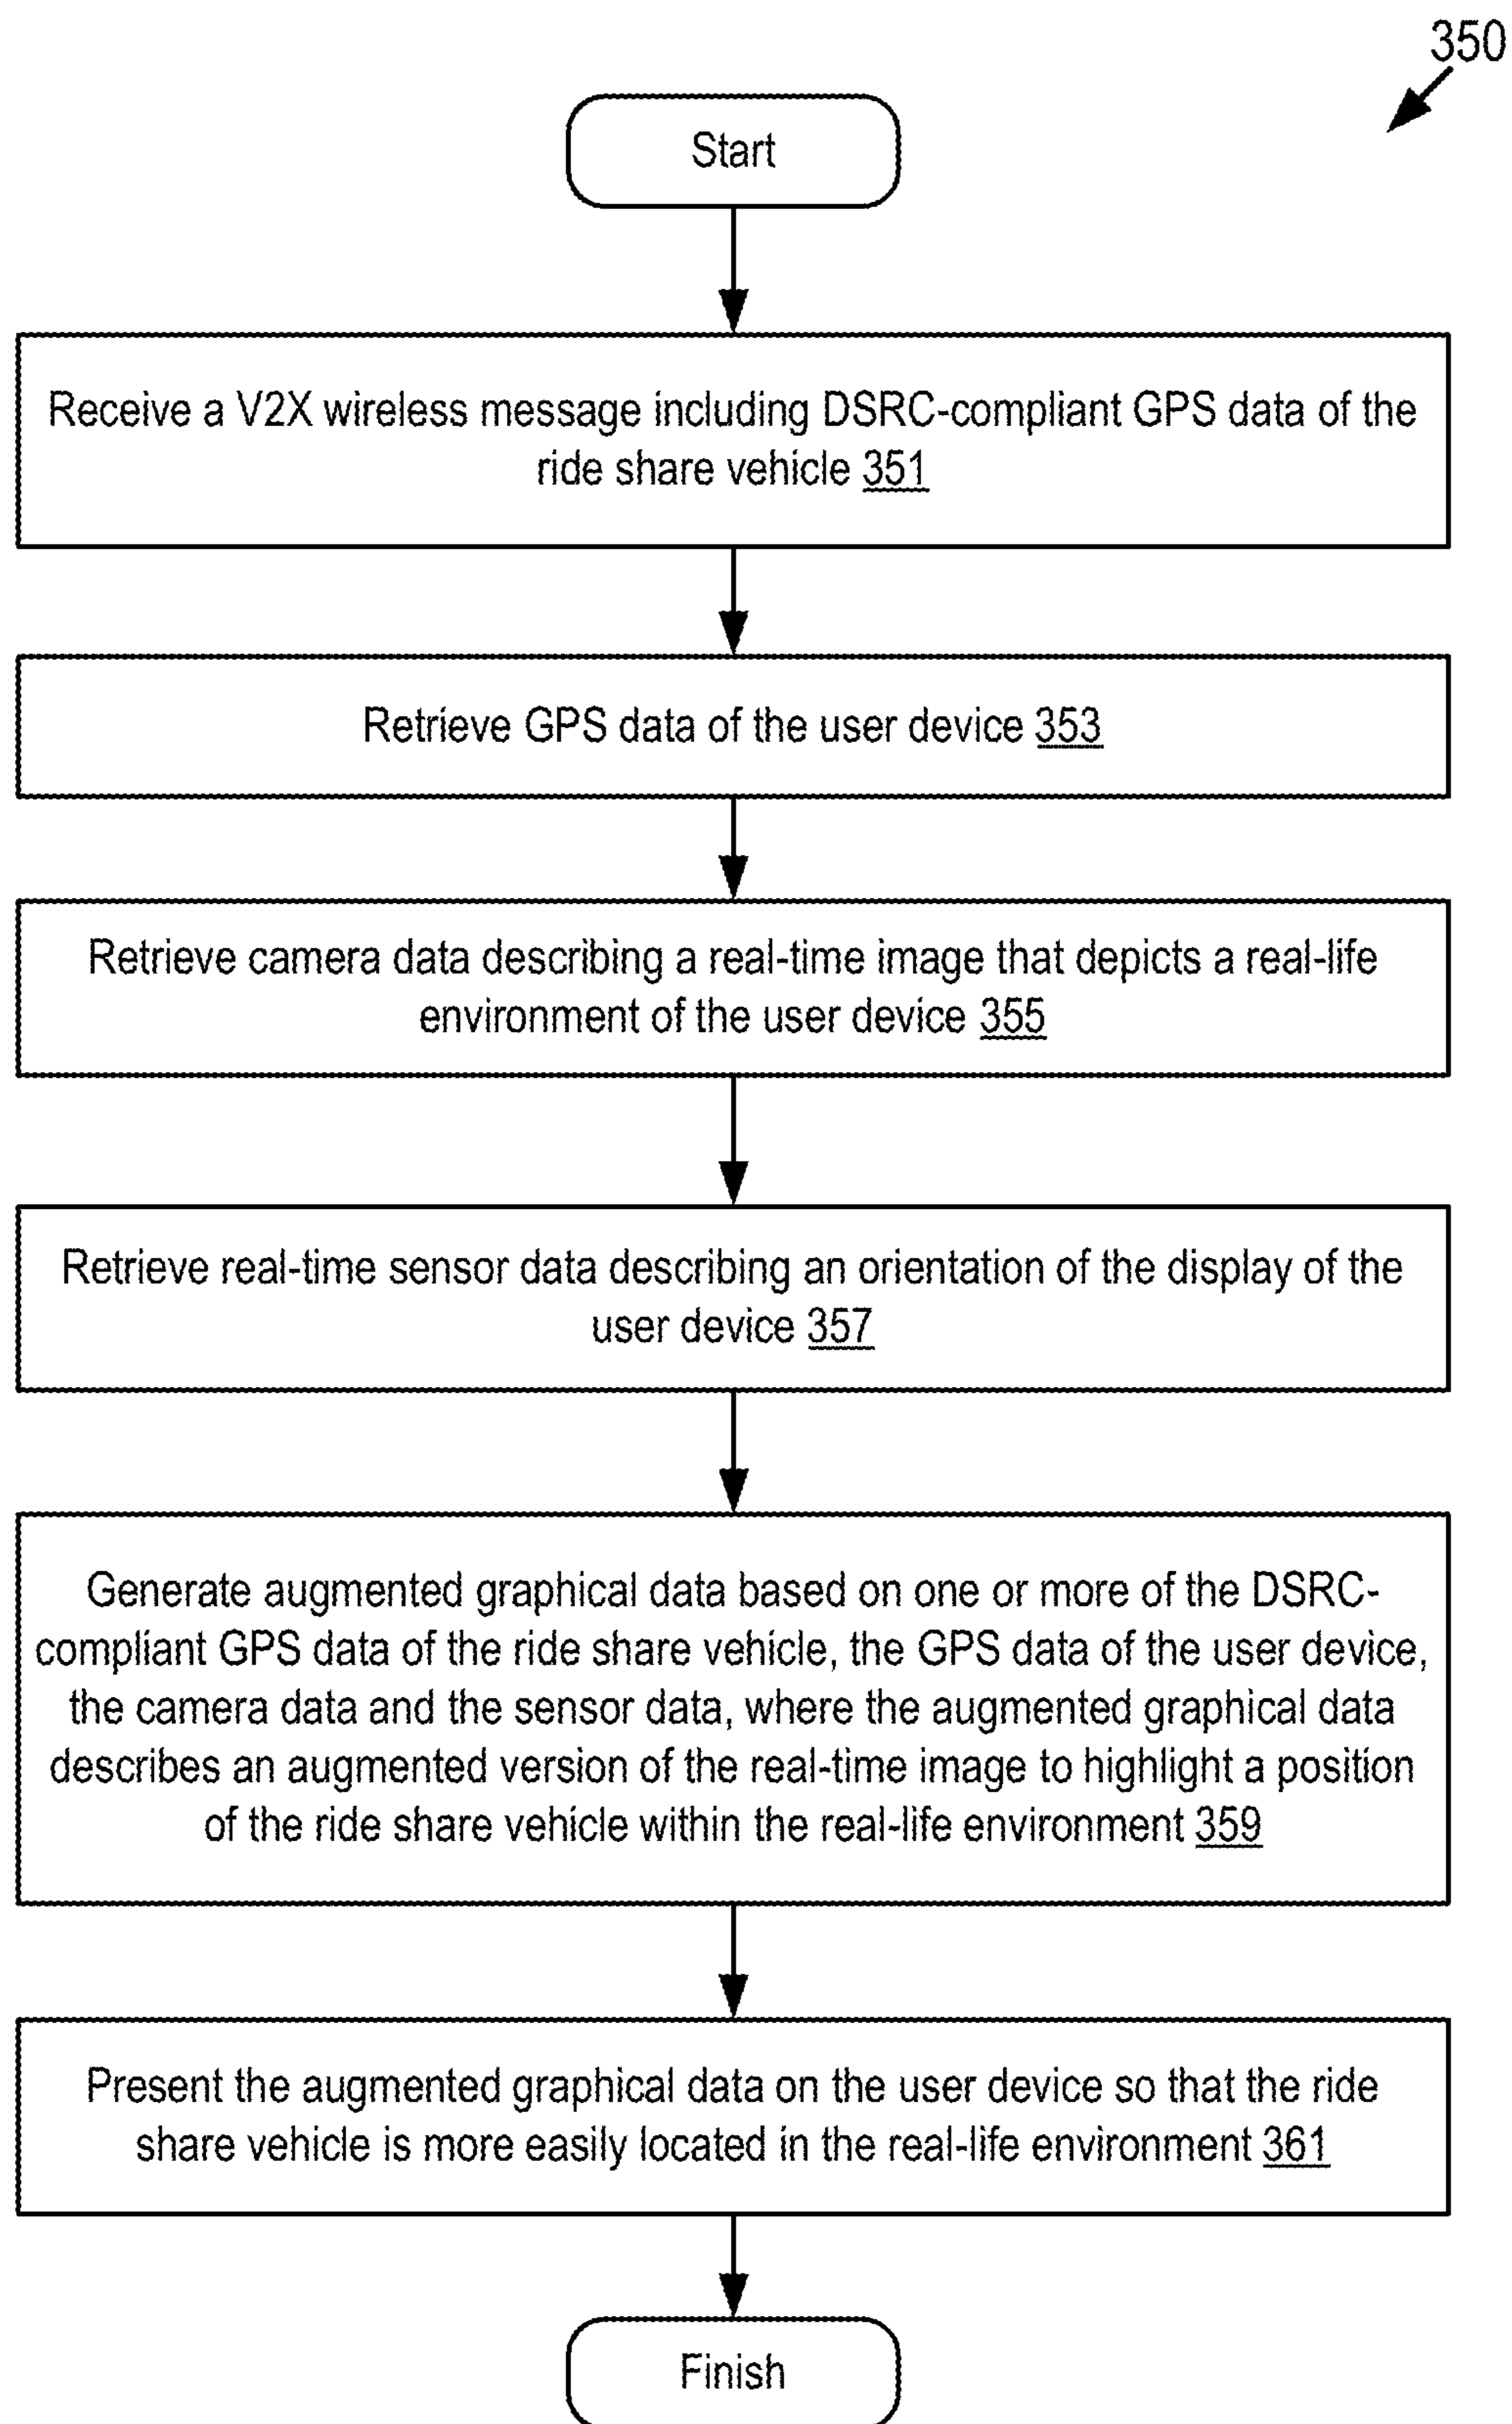 350
Start
Receive a V2X wireless message including DSRC-compliant GPS data of the
ride share vehicle 351
Retrieve GPS data of the user device 353
Retrieve camera data describing a real-time image that depicts a real-life
environment of the user device 355
Retrieve real-time sensor data describing an orientation of the display of the
user device 357
Generate augmented graphical data based on one or more of the DSRC-
compliant GPS data of the ride share vehicle, the GPS data of the user device,
the camera data and the sensor data, where the augmented graphical data
describes an augmented version of the real-time image to highlight a position
of the ride share vehicle within the real-life environment 359
Present the augmented graphical data on the user device so that the ride
share vehicle is more easily located in the real-life environment 361
Finish